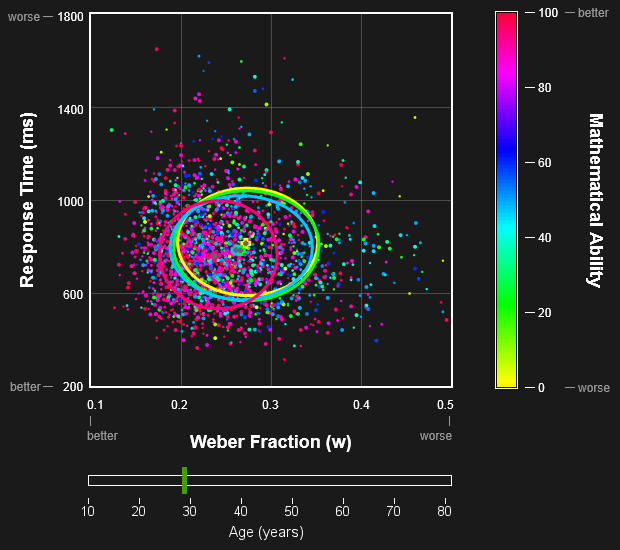 worse 1800
1400
1000
600
better 200
Response Time (ms)
0.1 0.2 0.3 0.4 0.5
better worse
Weber Fraction (w)
10 20 30 40 50 60 70 80
Age (years)
100 better
80
60
40
20
0 worse
Mathematical Ability